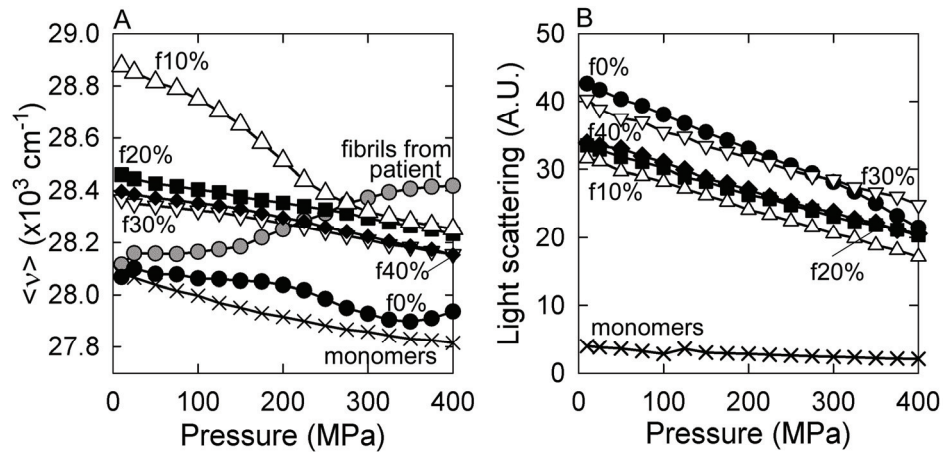 A
29.0
28.8
28.6
28.4
28.2
28.0
27.8
<ν> (x10³ cm⁻¹)
f10%
fibrils from
patient
f20%
f30%
f40%
f0%
monomers
0
100
200
300
400
Pressure (MPa)
B
50
40
30
20
10
0
Light scattering (A.U.)
f0%
f40%
f30%
f10%
f20%
monomers
0
100
200
300
400
Pressure (MPa)